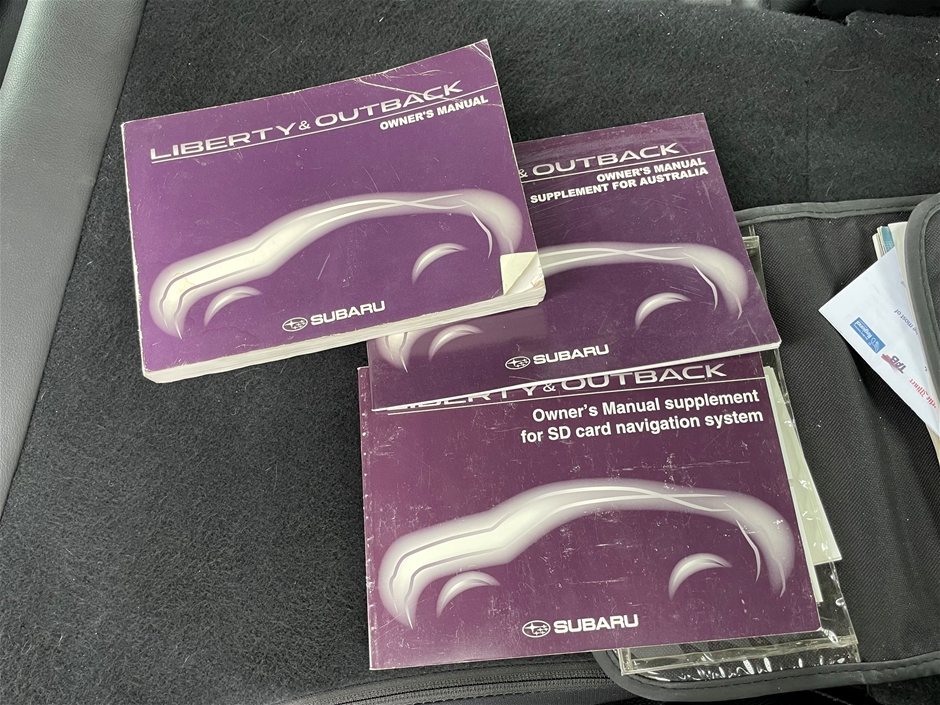 LIBERTY & OUTBACK
OWNER'S MANUAL
SUBARU
& OUTBACK
OWNER'S MANUAL
SUPPLEMENT FOR AUSTRALIA
SUBARU
LIBERTY & OUTBACK
Owner's Manual supplement
for SD card navigation system
SUBARU
TAB